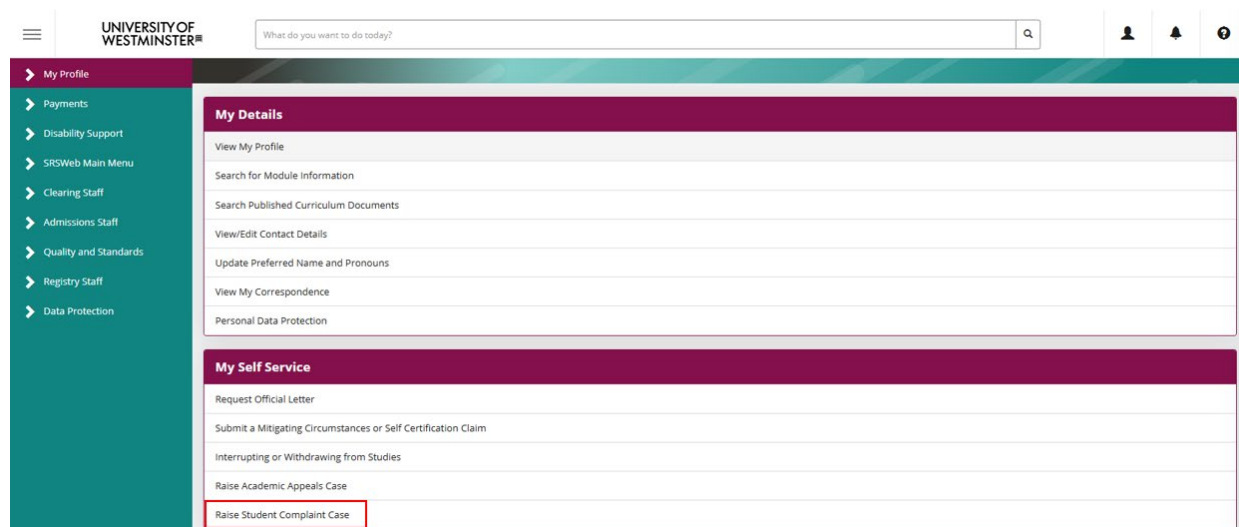 UNIVERSITY OF
WESTMINSTER
What do you want to do today?
My Profile
Payments
Disability Support
SRSWeb Main Menu
Clearing Staff
Admissions Staff
Quality and Standards
Registry Staff
Data Protection
My Details
View My Profile
Search for Module Information
Search Published Curriculum Documents
View/Edit Contact Details
Update Preferred Name and Pronouns
View My Correspondence
Personal Data Protection
My Self Service
Request Official Letter
Submit a Mitigating Circumstances or Self Certification Claim
Interrupting or Withdrawing from Studies
Raise Academic Appeals Case
Raise Student Complaint Case